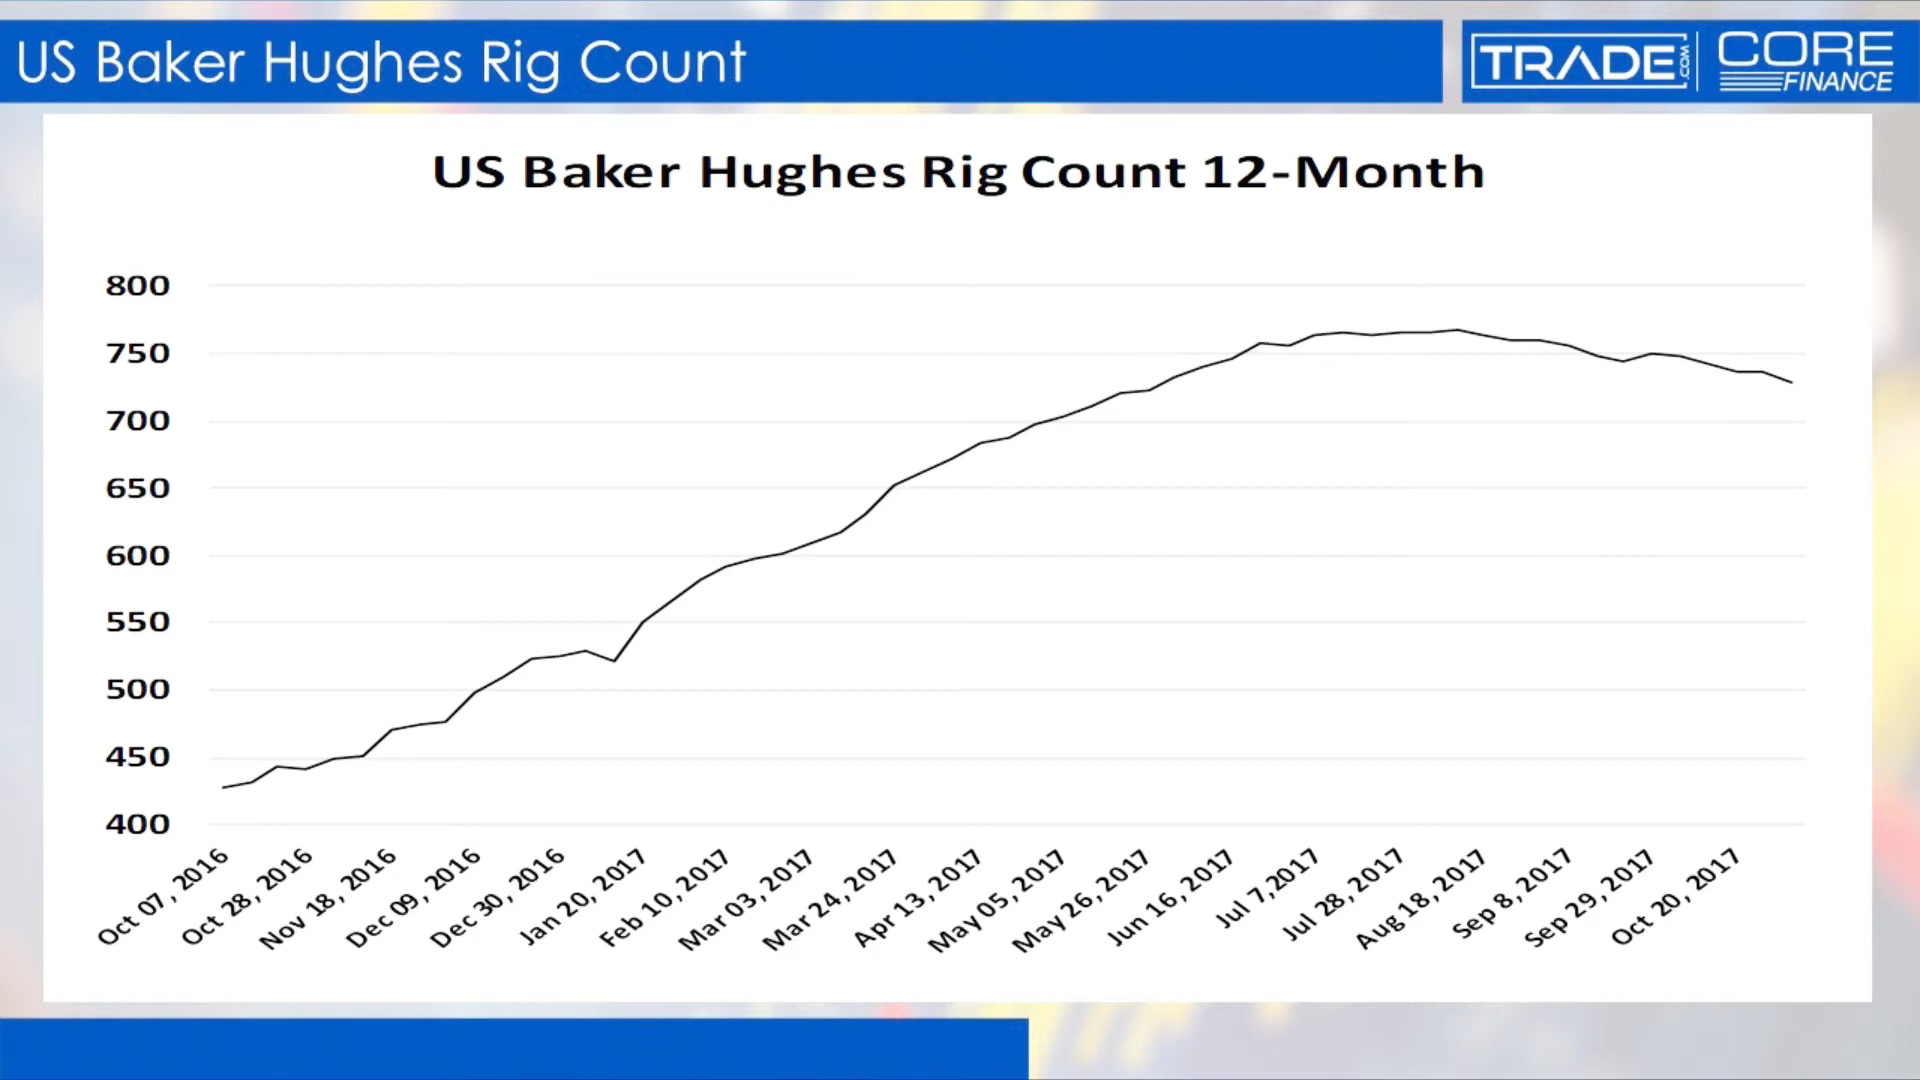 US Baker Hughes Rig Count
TRADE.COM
CORE
FINANCE
US Baker Hughes Rig Count 12-Month
800
750
700
650
600
550
500
450
400
Oct 07, 2016
Oct 28, 2016
Nov 18, 2016
Dec 09, 2016
Dec 30, 2016
Jan 20, 2017
Feb 10, 2017
Mar 03, 2017
Mar 24, 2017
Apr 13, 2017
May 05, 2017
May 26, 2017
Jun 16, 2017
Jul 7,2017
Jul 28, 2017
Aug 18, 2017
Sep 8, 2017
Sep 29, 2017
Oct 20, 2017